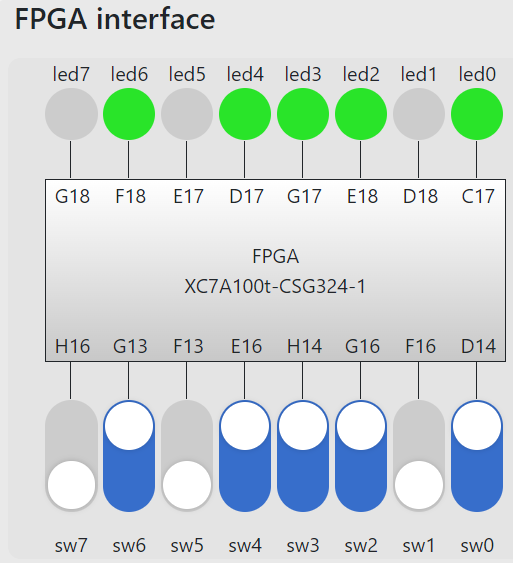 FPGA interface
led7 led6 led5 led4 led3 led2 led1 led0
G18 F18 E17 D17 G17 E18 D18 C17
FPGA
XC7A100t-CSG324-1
H16 G13 F13 E16 H14 G16 F16 D14
sw7 sw6 sw5 sw4 sw3 sw2 sw1 sw0